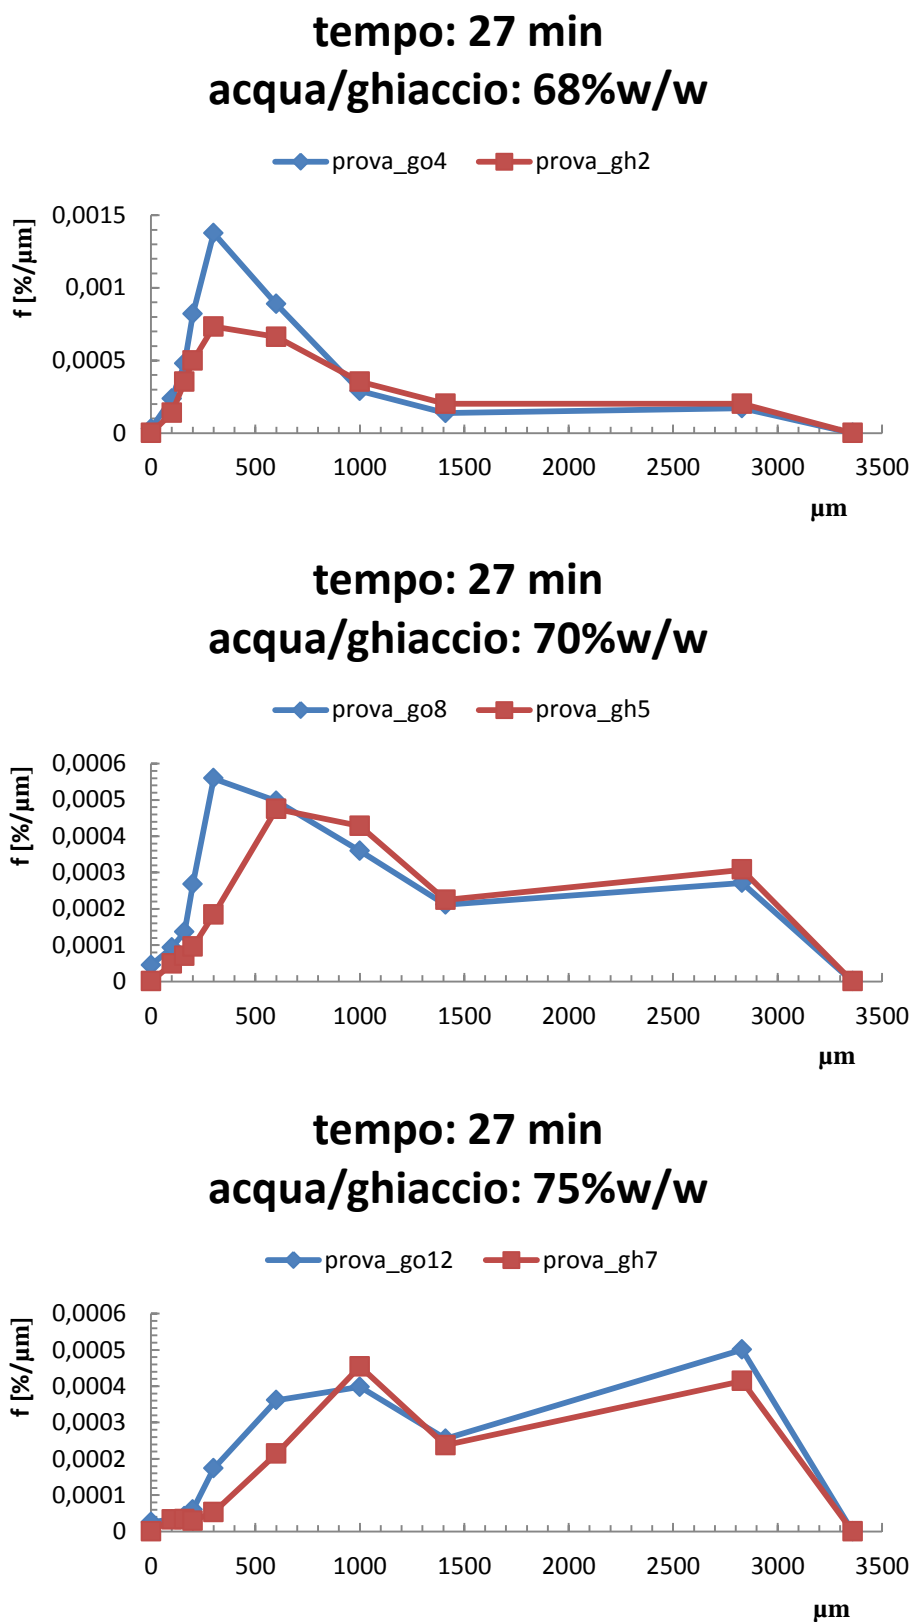 tempo: 27 min
acqua/ghiaccio: 68%w/w
prova_go4 prova_gh2
f [%/µm]
0,0015
0,001
0,0005
0
0 500 1000 1500 2000 2500 3000 3500
µm
tempo: 27 min
acqua/ghiaccio: 70%w/w
prova_go8 prova_gh5
f [%/µm]
0,0006
0,0005
0,0004
0,0003
0,0002
0,0001
0
0 500 1000 1500 2000 2500 3000 3500
µm
tempo: 27 min
acqua/ghiaccio: 75%w/w
prova_go12 prova_gh7
f [%/µm]
0,0006
0,0005
0,0004
0,0003
0,0002
0,0001
0
0 500 1000 1500 2000 2500 3000 3500
µm